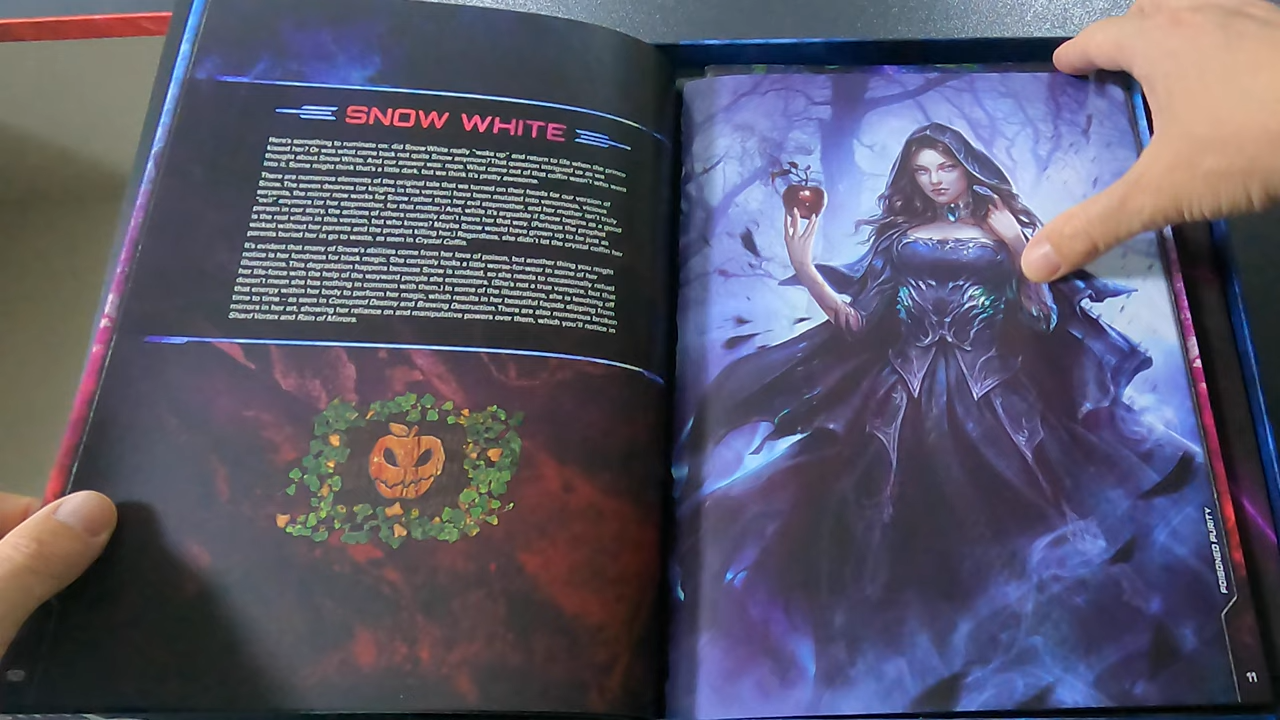 SNOW WHITE
Here's something to ruminate on: did Snow White really "wake up" and return to life when the prince
kissed her? Or was what came back not quite Snow anymore? That question intrigued us as we
thought about Snow White. And our answer was: nope. What came out of that coffin wasn't who went
into it. Some might think that's a little dark, but we think it's pretty awesome.
There are numerous elements of the original tale that we turned on their heads for our version of
Snow. The seven dwarves (or knights in this version) have been mutated into venomous, vicious
serpents, the mirror now works for Snow rather than her evil stepmother, and her mother isn't truly
"evil" anymore (or her stepmother, for that matter.) And, while it's arguable if Snow begins as a good
person in our story, the actions of others certainly don't leave her that way. (Perhaps the prophet
is the real villain in this version, but who knows? Maybe Snow would have grown up to be just as
wicked without her parents and the prophet killing her.) Regardless, she didn't let the crystal coffin her
parents buried her in go to waste, as seen in Crystal Coffin.
It's evident that many of Snow's abilities come from her love of poison, but another thing you might
notice is her fondness for black magic. She certainly looks a little worse-for-wear in some of her
alterations. This degradation happens because Snow is undead, so she needs to occasionally refuel
her life-force with the help of the wayward people she encounters. (She's not a true vampire, but that
doesn't mean she has nothing in common with them.) In some of the illustrations, she is leaching off
the energy within her body to perform her magic, which results in her beautiful façade slipping from
time to time – as seen in Corrupted Destiny and Growing Destruction. There are also numerous broken
mirrors in her art, showing her reliance on and manipulative powers over them, which you'll notice in
Shard Vortex and Rain of Mirrors.
POISONED PURITY
11